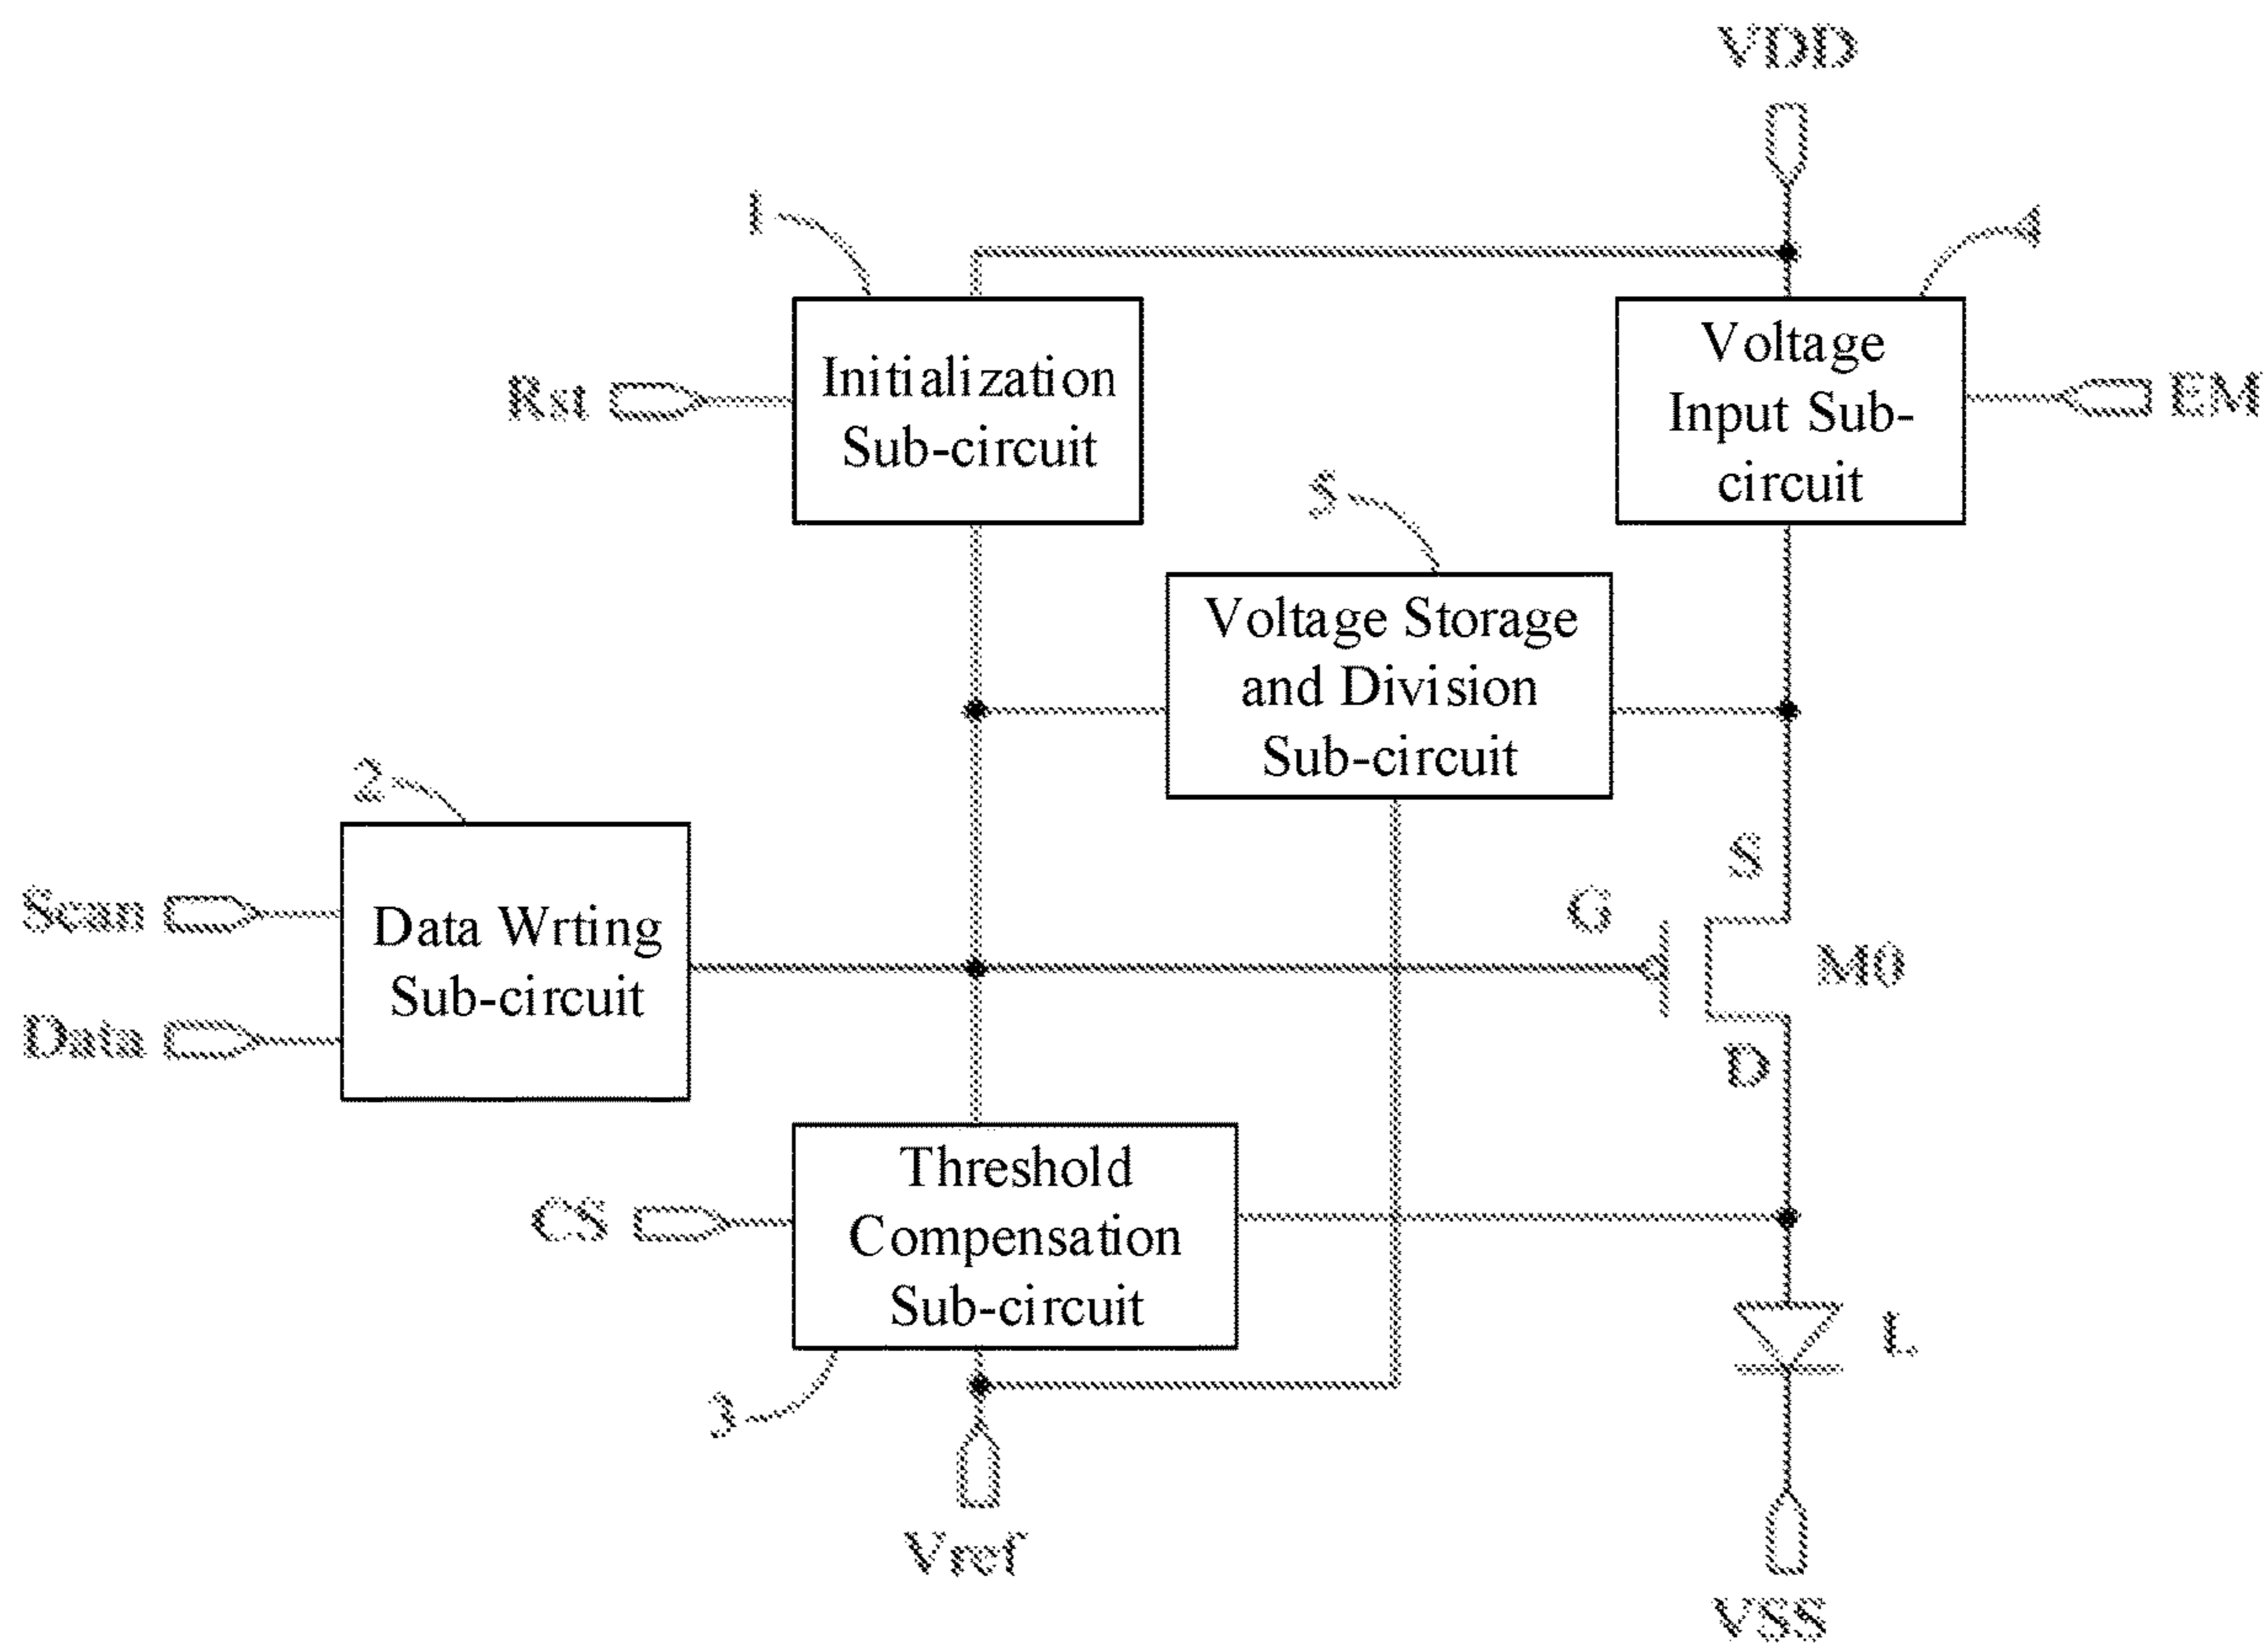 VDD
1
4
Initialization
Sub-circuit
Rst
Voltage
Input Sub-
circuit
EM
5
Voltage Storage
and Division
Sub-circuit
2
Data Wrting
Sub-circuit
Scan
Data
S
G
M0
D
Threshold
Compensation
Sub-circuit
CS
3
L
Vref
VSS